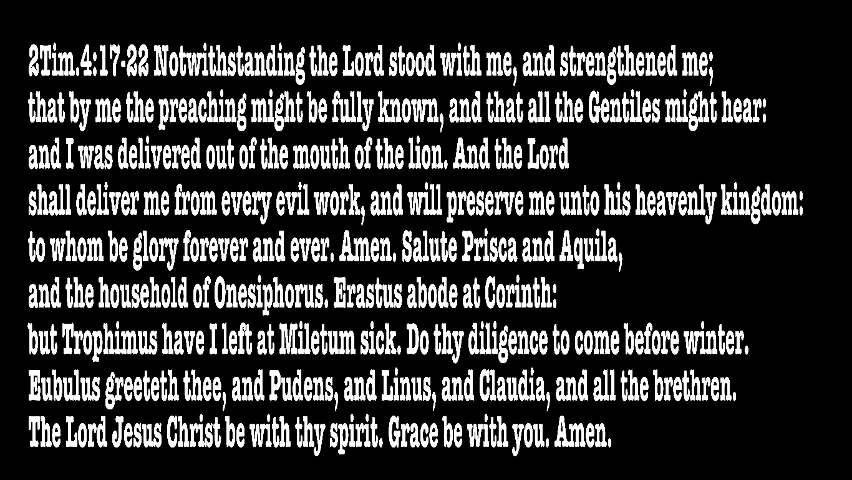 2Tim.4:17-22 Notwithstanding the Lord stood with me, and strengthened me;
that by me the preaching might be fully known, and that all the Gentiles might hear:
and I was delivered out of the mouth of the lion. And the Lord
shall deliver me from every evil work, and will preserve me unto his heavenly kingdom:
to whom be glory forever and ever. Amen. Salute Prisca and Aquila,
and the household of Onesiphorus. Erastus abode at Corinth:
but Trophimus have I left at Miletum sick. Do thy diligence to come before winter.
Eubulus greeteth thee, and Pudens, and Linus, and Claudia, and all the brethren.
The Lord Jesus Christ be with thy spirit. Grace be with you. Amen.